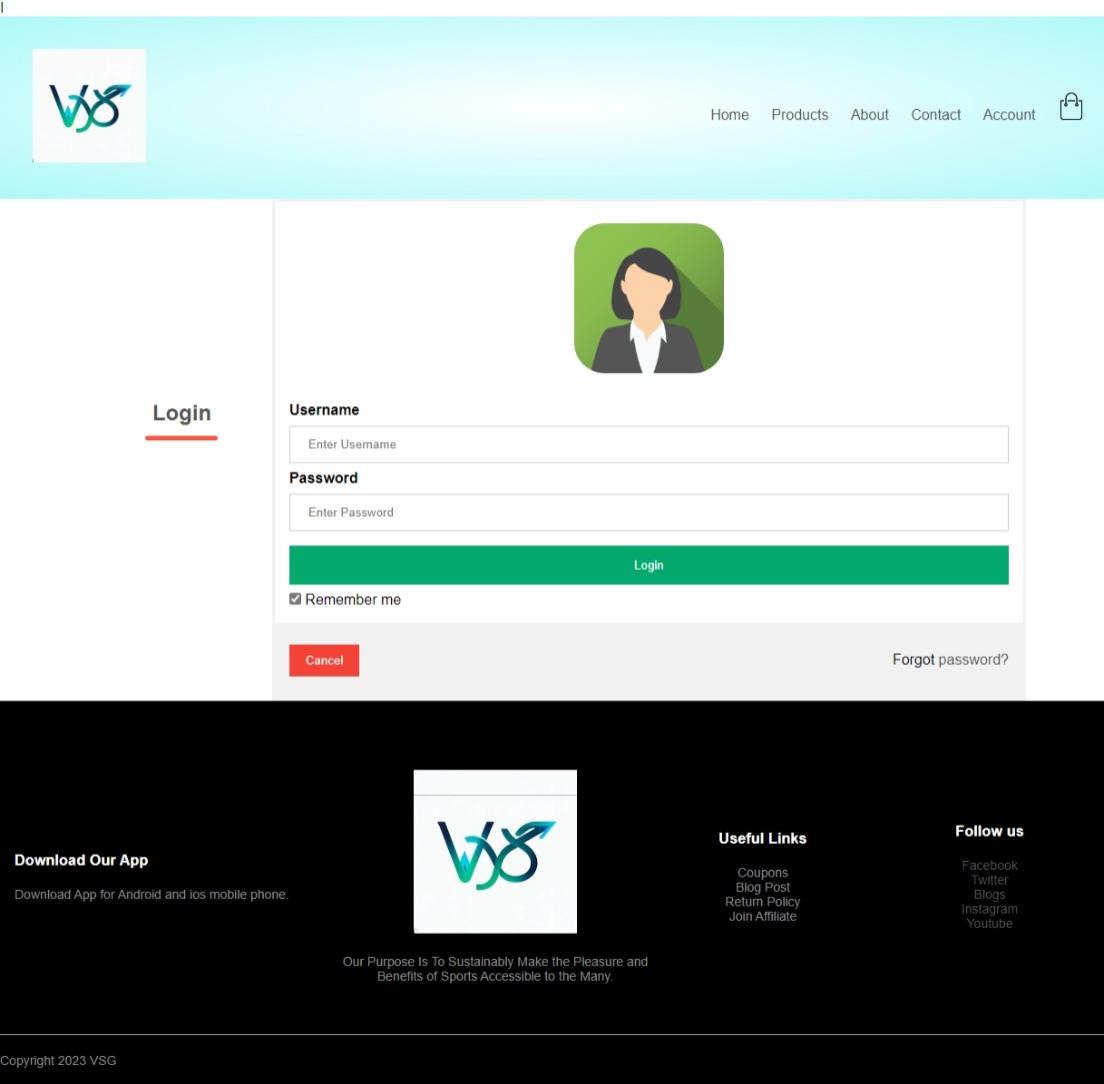 |
Home Products About Contact Account
Login
Username
Enter Username
Password
Enter Password
Login
Remember me
Cancel
Forgot password?
Download Our App
Download App for Android and ios mobile phone.
Our Purpose Is To Sustainably Make the Pleasure and
Benefits of Sports Accessible to the Many.
Useful Links
Coupons
Blog Post
Return Policy
Join Affiliate
Follow us
Facebook
Twitter
Blogs
Instagram
Youtube
Copyright 2023 VSG